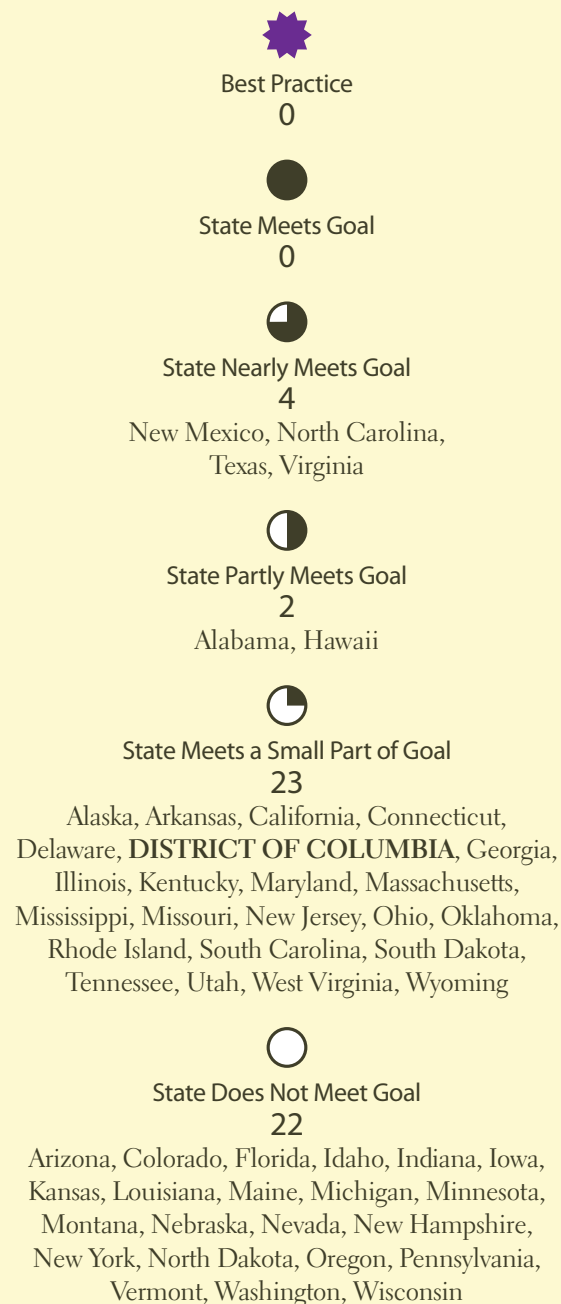 Best Practice
0
State Meets Goal
0
State Nearly Meets Goal
4
New Mexico, North Carolina,
Texas, Virginia
State Partly Meets Goal
2
Alabama, Hawaii
State Meets a Small Part of Goal
23
Alaska, Arkansas, California, Connecticut,
Delaware, DISTRICT OF COLUMBIA, Georgia,
Illinois, Kentucky, Maryland, Massachusetts,
Mississippi, Missouri, New Jersey, Ohio, Oklahoma,
Rhode Island, South Carolina, South Dakota,
Tennessee, Utah, West Virginia, Wyoming
State Does Not Meet Goal
22
Arizona, Colorado, Florida, Idaho, Indiana, Iowa,
Kansas, Louisiana, Maine, Michigan, Minnesota,
Montana, Nebraska, Nevada, New Hampshire,
New York, North Dakota, Oregon, Pennsylvania,
Vermont, Washington, Wisconsin